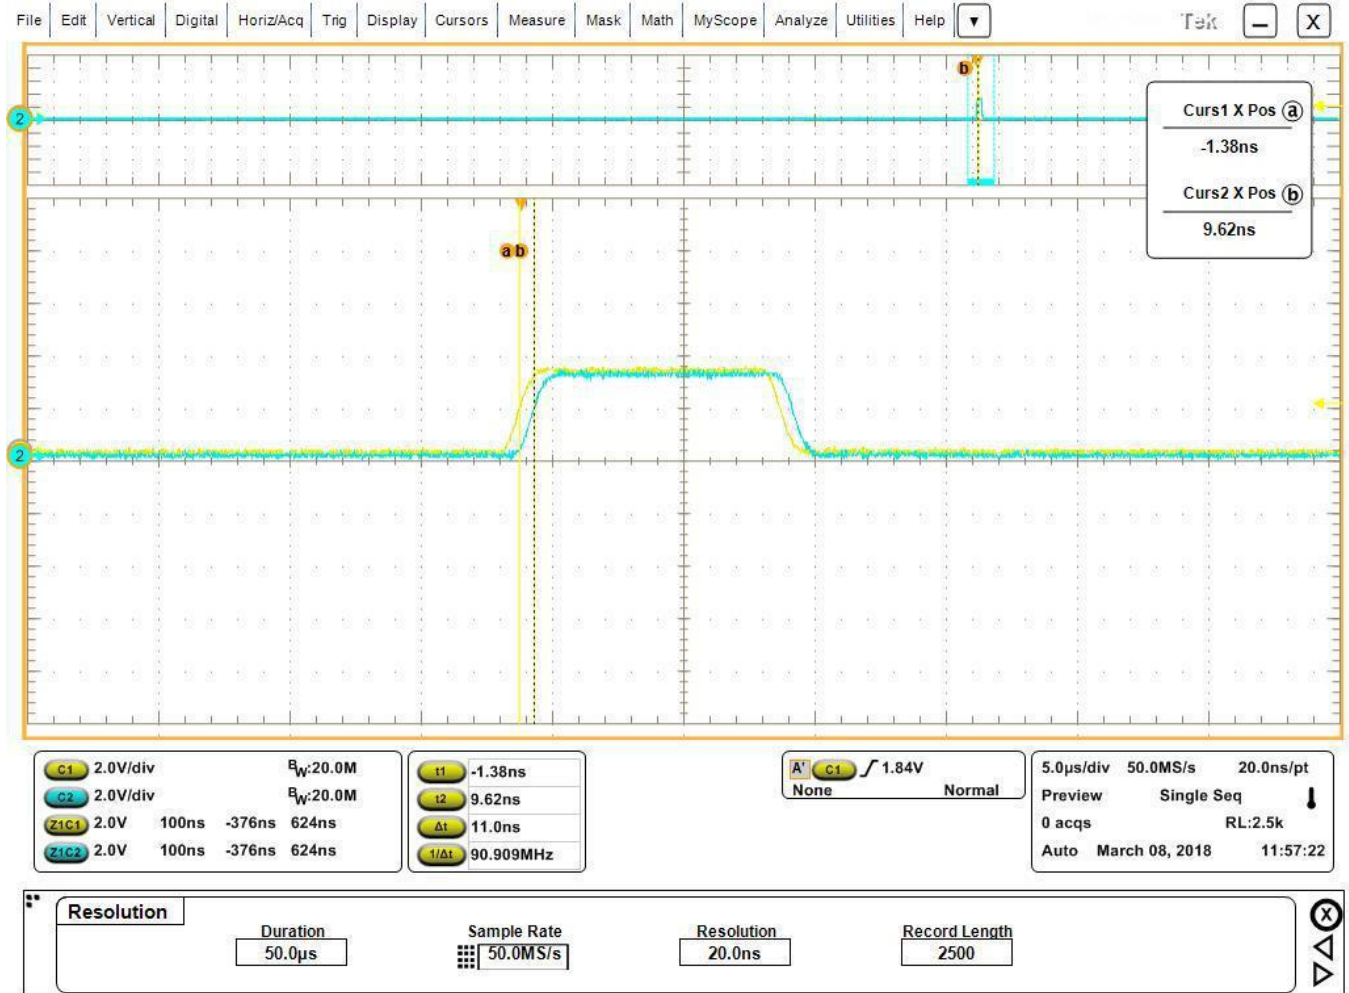 File Edit Vertical Digital Horiz/Acq Trig Display Cursors Measure Mask Math MyScope Analyze Utilities Help Tek X
b
2
Curs1 X Pos a
-1.38ns
Curs2 X Pos b
9.62ns
a b
2
C1 2.0V/div BW:20.0M
C2 2.0V/div BW:20.0M
Z1C1 2.0V 100ns -376ns 624ns
Z1C2 2.0V 100ns -376ns 624ns
t1 -1.38ns
t2 9.62ns
Δt 11.0ns
1/Δt 90.909MHz
A' C1 1.84V
None Normal
5.0µs/div 50.0MS/s 20.0ns/pt
Preview Single Seq
0 acqs RL:2.5k
Auto March 08, 2018 11:57:22
Resolution
Duration Sample Rate Resolution Record Length
50.0µs 50.0MS/s 20.0ns 2500
X